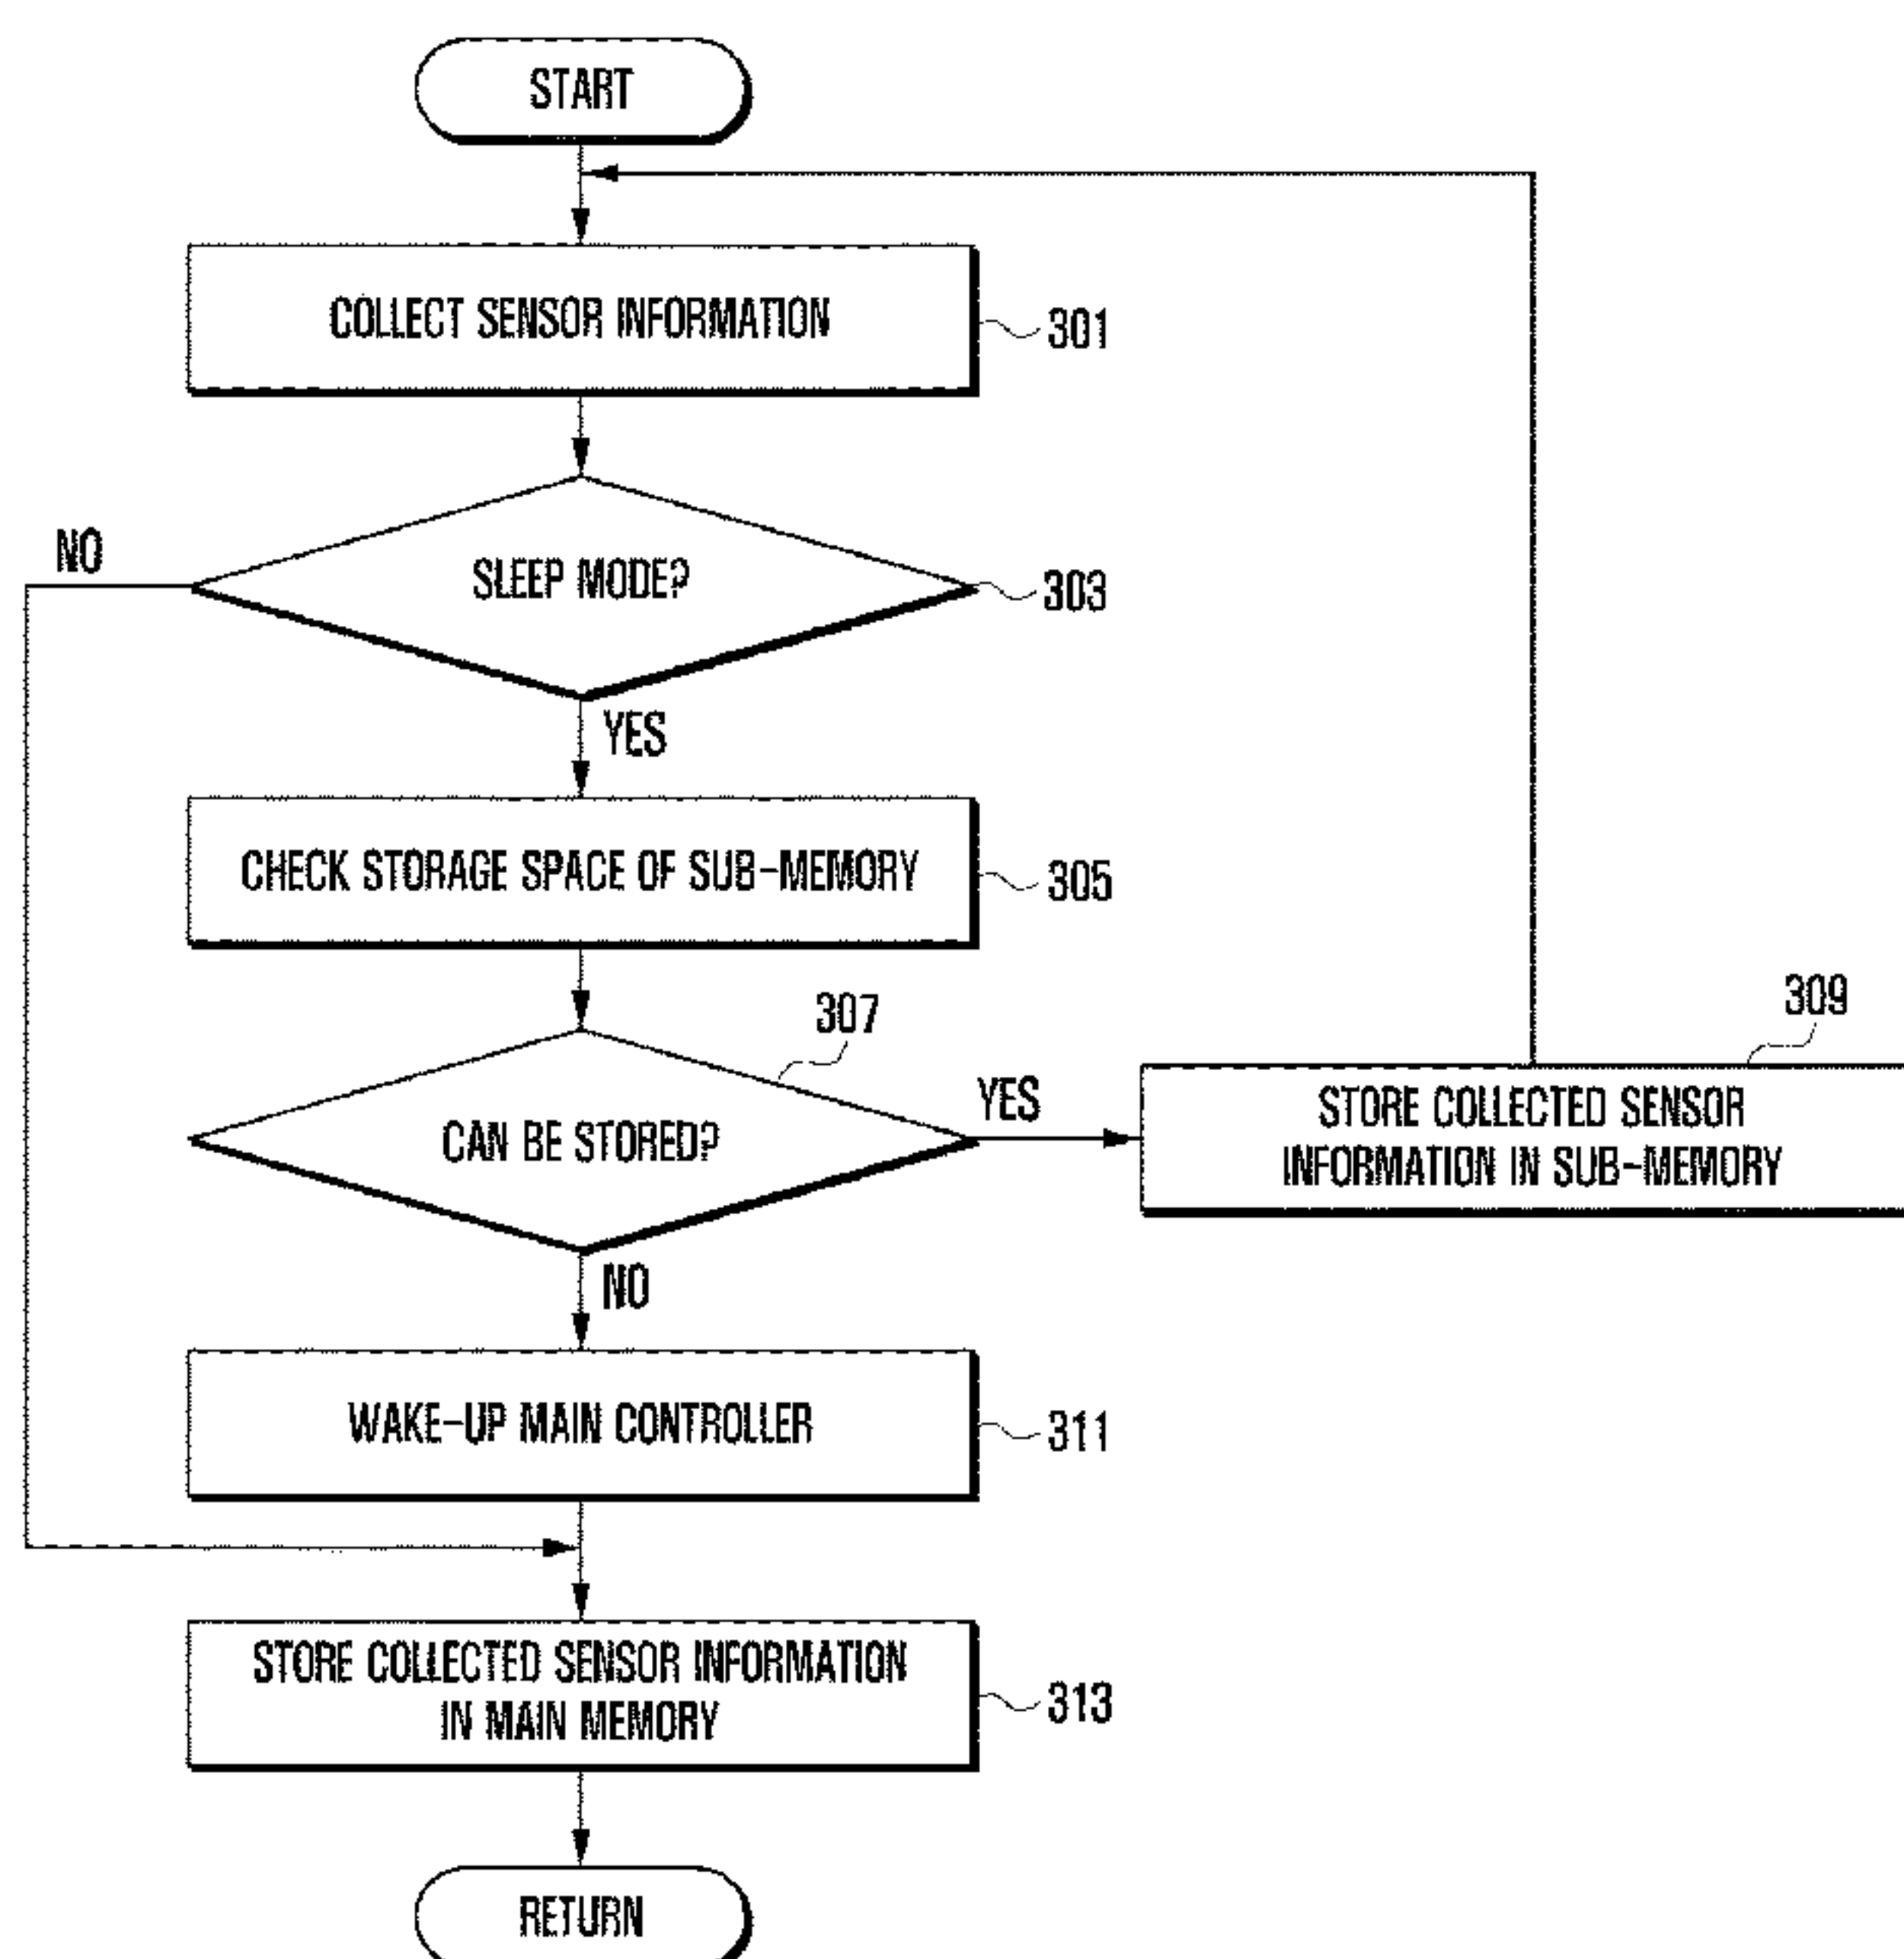 START
COLLECT SENSOR INFORMATION
301
NO
SLEEP MODE?
303
YES
CHECK STORAGE SPACE OF SUB-MEMORY
305
307
309
CAN BE STORED?
YES
STORE COLLECTED SENSOR
INFORMATION IN SUB-MEMORY
NO
WAKE-UP MAIN CONTROLLER
311
STORE COLLECTED SENSOR INFORMATION
IN MAIN MEMORY
313
RETURN